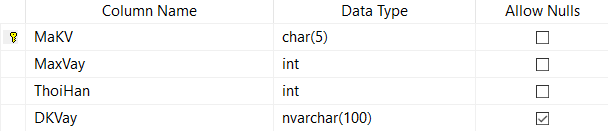 Column Name Data Type Allow Nulls
MaKV char(5)
MaxVay int
ThoiHan int
DKVay nvarchar(100)